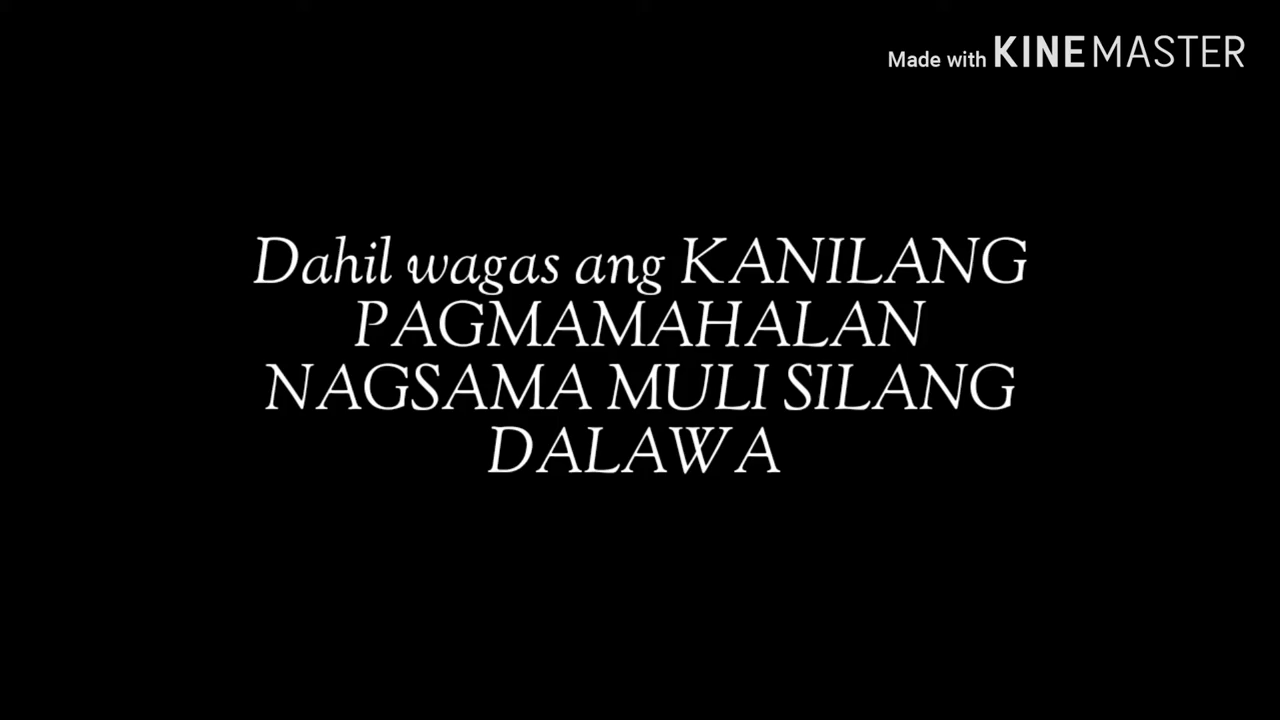 Made with KINEMASTER
Dahil wagas ang KANILANG
PAGMAMAHALAN
NAGSAMA MULI SILANG
DALAWA